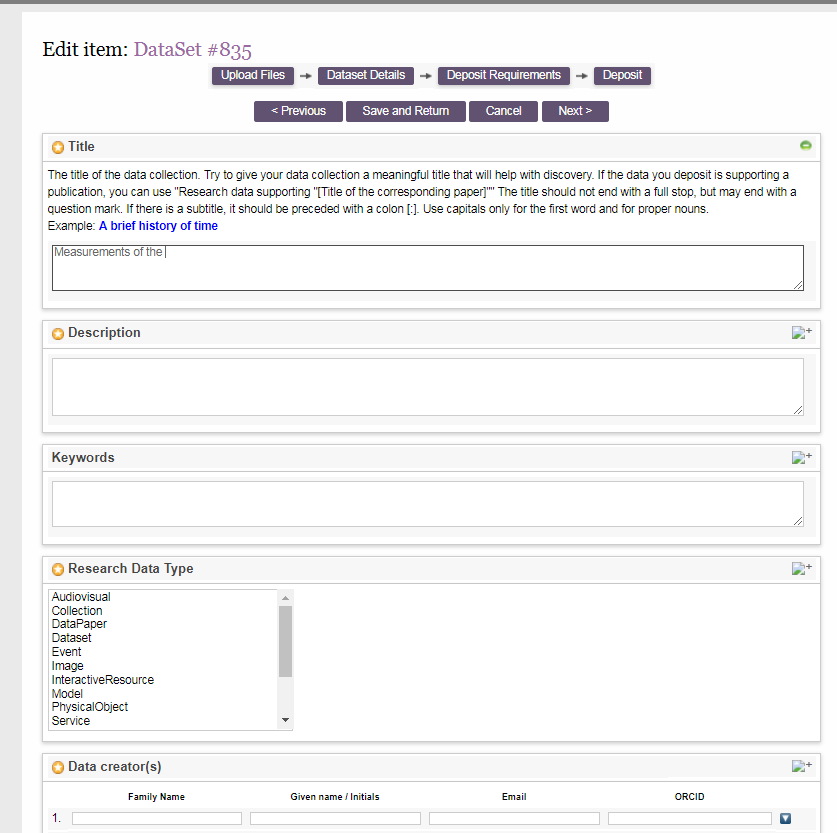 Edit item: DataSet #835
Upload Files Dataset Details Deposit Requirements Deposit
< Previous Save and Return Cancel Next >
Title
The title of the data collection. Try to give your data collection a meaningful title that will help with discovery. If the data you deposit is supporting a
publication, you can use "Research data supporting "[Title of the corresponding paper]"" The title should not end with a full stop, but may end with a
question mark. If there is a subtitle, it should be preceded with a colon [:]. Use capitals only for the first word and for proper nouns.
Example: A brief history of time
Measurements of the
Description
Keywords
Research Data Type
Audiovisual
Collection
DataPaper
Dataset
Event
Image
InteractiveResource
Model
PhysicalObject
Service
Data creator(s)
Family Name Given name / Initials Email ORCID
1.